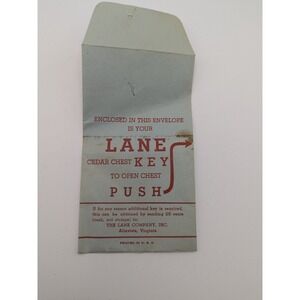 ENCLOSED IN THIS ENVELOPE
IS YOUR
LANE
CEDAR CHEST KEY
TO OPEN CHEST
PUSH
If for any reason additional key is required,
this can be obtained by sending 25 cents
cash, and stamps) to
THE LANE COMPANY, INC.
Altavista, Virginia
PRINTED IN U. S. A.